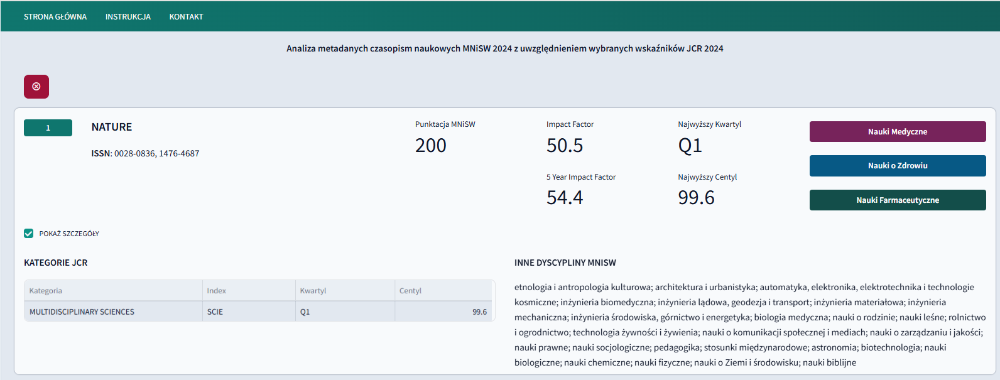 STRONA GŁÓWNA INSTRUKCJA KONTAKT
Analiza metadanych czasopism naukowych MNiSW 2024 z uwzględnieniem wybranych wskaźników JCR 2024
1 NATURE
ISSN: 0028-0836, 1476-4687
Punktacja MNiSW
200
Impact Factor
50.5
5 Year Impact Factor
54.4
Najwyższy Kwartyl
Q1
Najwyższy Centyl
99.6
Nauki Medyczne
Nauki o Zdrowiu
Nauki Farmaceutyczne
POKAŻ SZCZEGÓŁY
KATEGORIE JCR
Kategoria Index Kwartyl Centyl
MULTIDISCIPLINARY SCIENCES SCIE Q1 99.6
INNE DYSCYPLINY MNISW
etnologia i antropologia kulturowa; architektura i urbanistyka; automatyka, elektronika, elektrotechnika i technologie
kosmiczne; inżynieria biomedyczna; inżynieria lądowa, geodezja i transport; inżynieria materiałowa; inżynieria
mechaniczna; inżynieria środowiska, górnictwo i energetyka; biologia medyczna; nauki o rodzinie; nauki leśne; rolnictwo
i ogrodnictwo; technologia żywności i żywienia; nauki o komunikacji społecznej i mediach; nauki o zarządzaniu i jakości;
nauki prawne; nauki socjologiczne; pedagogika; stosunki międzynarodowe; astronomia; biotechnologia; nauki
biologiczne; nauki chemiczne; nauki fizyczne; nauki o Ziemi i środowisku; nauki biblijne